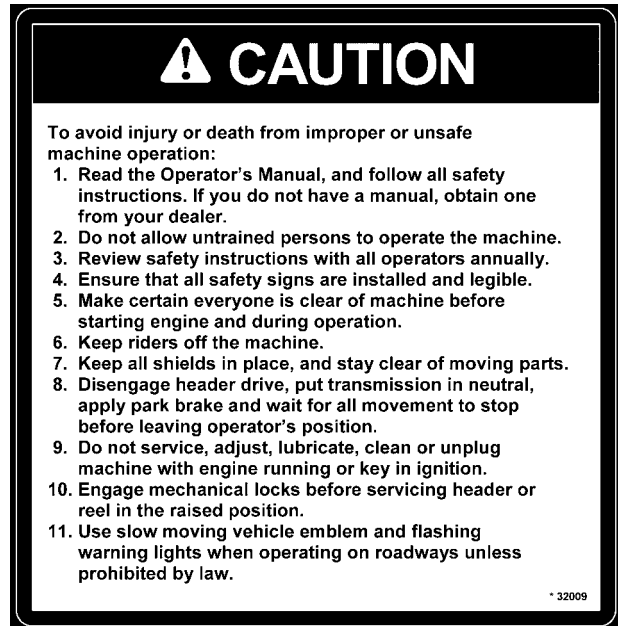 CAUTION
To avoid injury or death from improper or unsafe
machine operation:
1. Read the Operator's Manual, and follow all safety
instructions. If you do not have a manual, obtain one
from your dealer.
2. Do not allow untrained persons to operate the machine.
3. Review safety instructions with all operators annually.
4. Ensure that all safety signs are installed and legible.
5. Make certain everyone is clear of machine before
starting engine and during operation.
6. Keep riders off the machine.
7. Keep all shields in place, and stay clear of moving parts.
8. Disengage header drive, put transmission in neutral,
apply park brake and wait for all movement to stop
before leaving operator's position.
9. Do not service, adjust, lubricate, clean or unplug
machine with engine running or key in ignition.
10. Engage mechanical locks before servicing header or
reel in the raised position.
11. Use slow moving vehicle emblem and flashing
warning lights when operating on roadways unless
prohibited by law.
* 32009